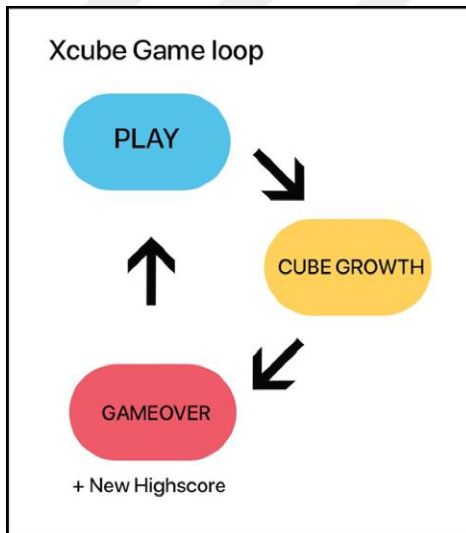 Xcube Game loop
PLAY
CUBE GROWTH
GAMEOVER
+ New Highscore